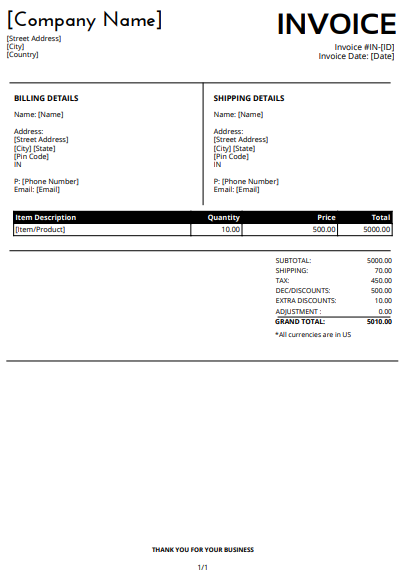 [Company Name]
INVOICE
[Street Address]
[City]
[Country]
Invoice #IN-[ID]
Invoice Date: [Date]
BILLING DETAILS
Name: [Name]
Address:
[Street Address]
[City] [State]
[Pin Code]
IN
P: [Phone Number]
Email: [Email]
SHIPPING DETAILS
Name: [Name]
Address:
[Street Address]
[City] [State]
[Pin Code]
IN
P: [Phone Number]
Email: [Email]
Item Description Quantity Price Total
[Item/Product] 10.00 500.00 5000.00
SUBTOTAL: 5000.00
SHIPPING: 70.00
TAX: 450.00
DEC/DISCOUNTS: 500.00
EXTRA DISCOUNTS: 10.00
ADJUSTMENT : 0.00
GRAND TOTAL: 5010.00
*All currencies are in US
THANK YOU FOR YOUR BUSINESS
1/1